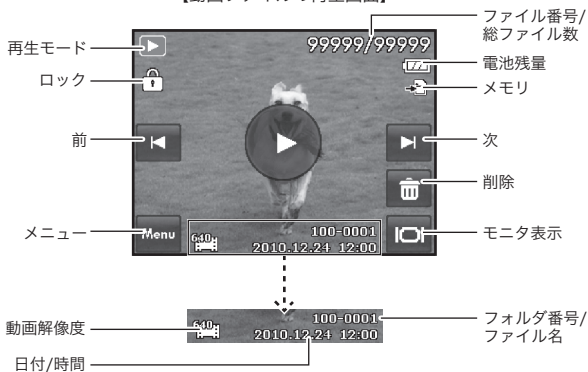 【動画ファイルの再生画面】
ファイル番号/
総ファイル数
再生モード
99999/99999
電池残量
ロック
メモリ
前
次
削除
メニュー
Menu
640
100-0001
2010.12.24 12:00
モニタ表示
動画解像度
640
100-0001
2010.12.24 12:00
フォルダ番号/
ファイル名
日付/時間